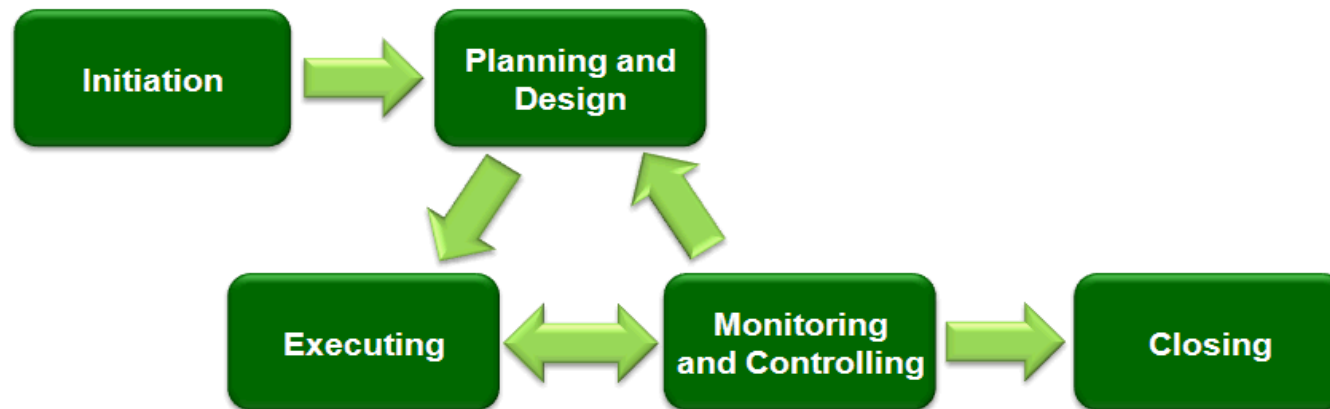 Initiation
Planning and
Design
Executing
Monitoring
and Controlling
Closing